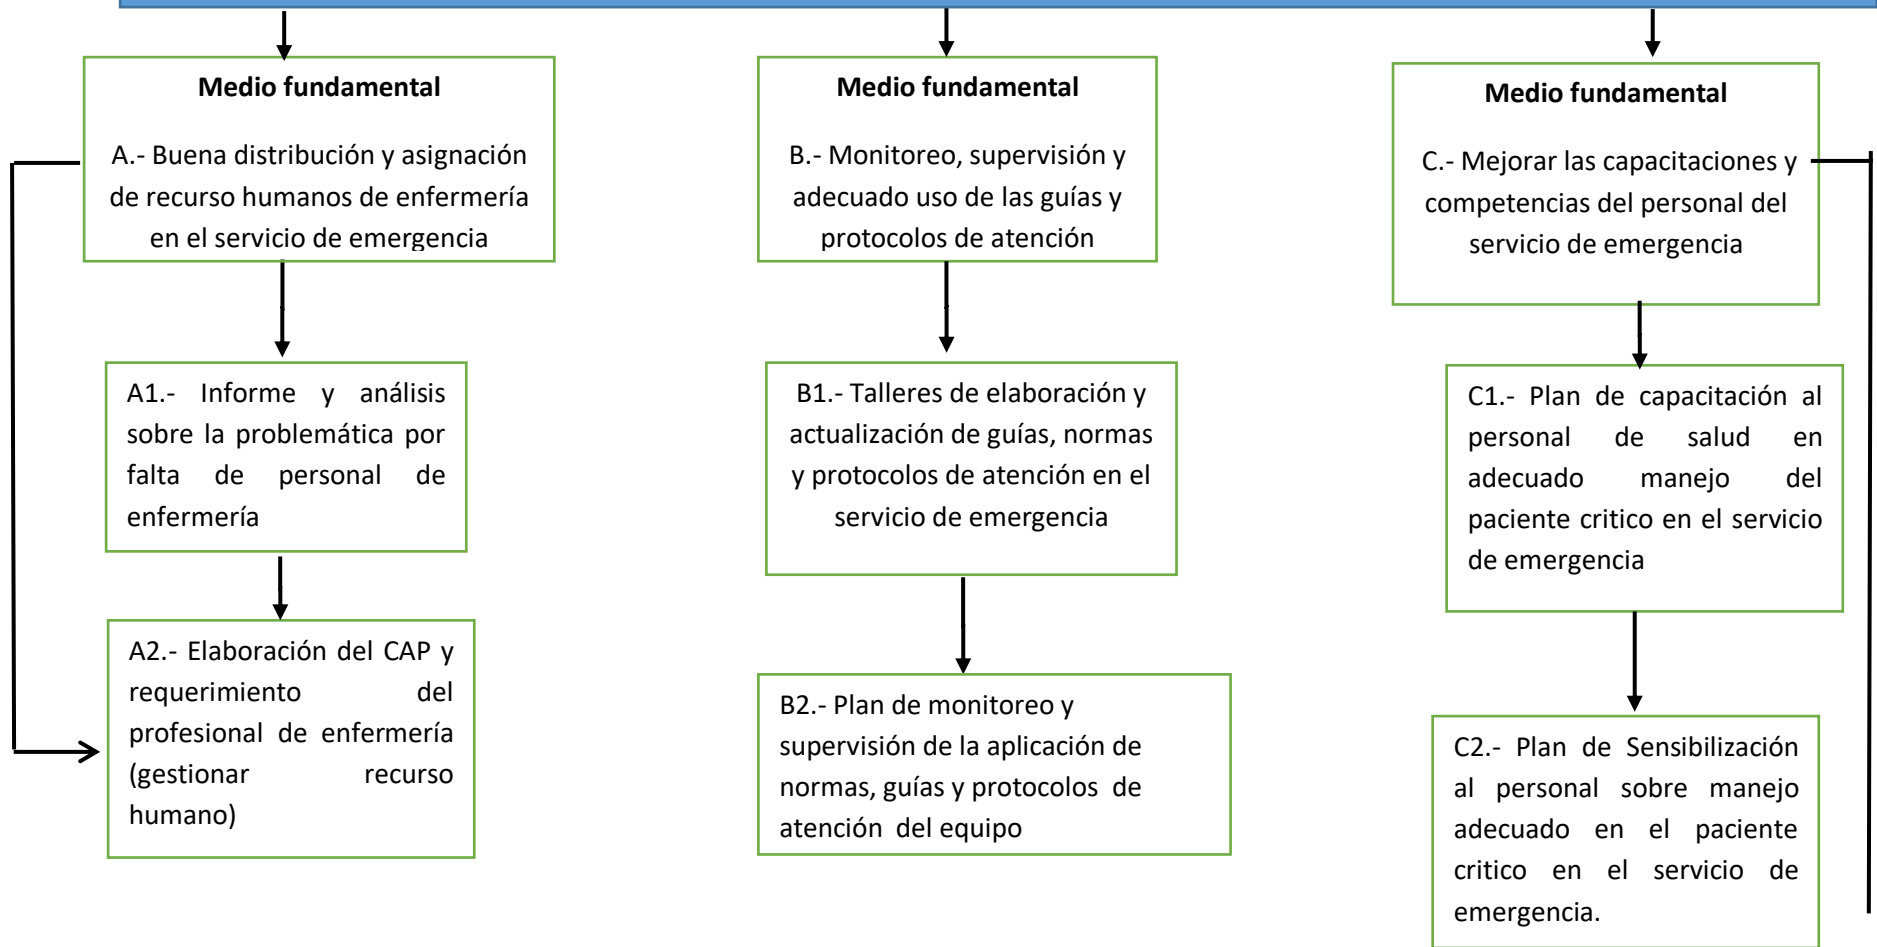 Medio fundamental
A.- Buena distribución y asignación
de recurso humanos de enfermería
en el servicio de emergencia
A1.- Informe y análisis
sobre la problemática por
falta de personal de
enfermería
A2.- Elaboración del CAP y
requerimiento del
profesional de enfermería
(gestionar recurso
humano)
Medio fundamental
B.- Monitoreo, supervisión y
adecuado uso de las guías y
protocolos de atención
B1.- Talleres de elaboración y
actualización de guías, normas
y protocolos de atención en el
servicio de emergencia
B2.- Plan de monitoreo y
supervisión de la aplicación de
normas, guías y protocolos de
atención del equipo
Medio fundamental
C.- Mejorar las capacitaciones y
competencias del personal del
servicio de emergencia
C1.- Plan de capacitación al
personal de salud en
adecuado manejo del
paciente critico en el servicio
de emergencia
C2.- Plan de Sensibilización
al personal sobre manejo
adecuado en el paciente
critico en el servicio de
emergencia.